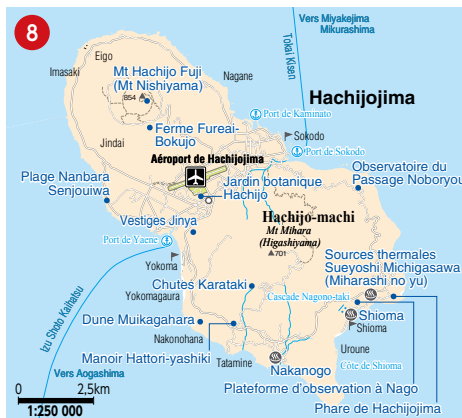 8
Vers Miyakejima
Mikurashima
Tokai Kisen
Eigo
Imasaki
Mt Hachijo Fuji
(Mt Nishiyama)
854
Nagane
Hachijojima
Port de Kaminato
Ferme Fureai-
Bokujo
Sokodo
Port de Sokodo
Jindai
Aéroport de Hachijojima
Observatoire du
Passage Noboryou
Plage Nanbara
Senjouiwa
Jardin botanique
Hachijo
Vestiges Jinya
Hachijo-machi
Mt Mihara
(Higashiyama)
701
Port de Yaene
Yokoma
Sources thermales
Sueyoshi Michigasawa
(Miharashi no yu)
Chutes Karataki
Yokomagaura
Cascade Nagono-taki
Izu Shoto Kaihatsu
Dune Muikagahara
Shioma
Shioma
Nakonohana
Manoir Hattori-yashiki
Uroune
Tatamine
Côte de Shioma
Nakanogo
Vers Aogashima
Plateforme d'observation à Nago
0
2,5km
1:250 000
Phare de Hachijojima